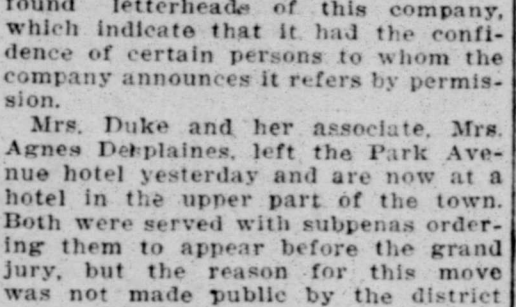 found letterheads of this company,
which indicate that it had the confi-
dence of certain persons to whom the
company announces it refers by permis-
sion.
Mrs. Duke and her associate, Mrs.
Agnes Desplaines, left the Park Ave-
nue hotel yesterday and are now at a
hotel in the upper part of the town.
Both were served with subpenas order-
ing them to appear before the grand
jury, but the reason for this move
was not made public by the district